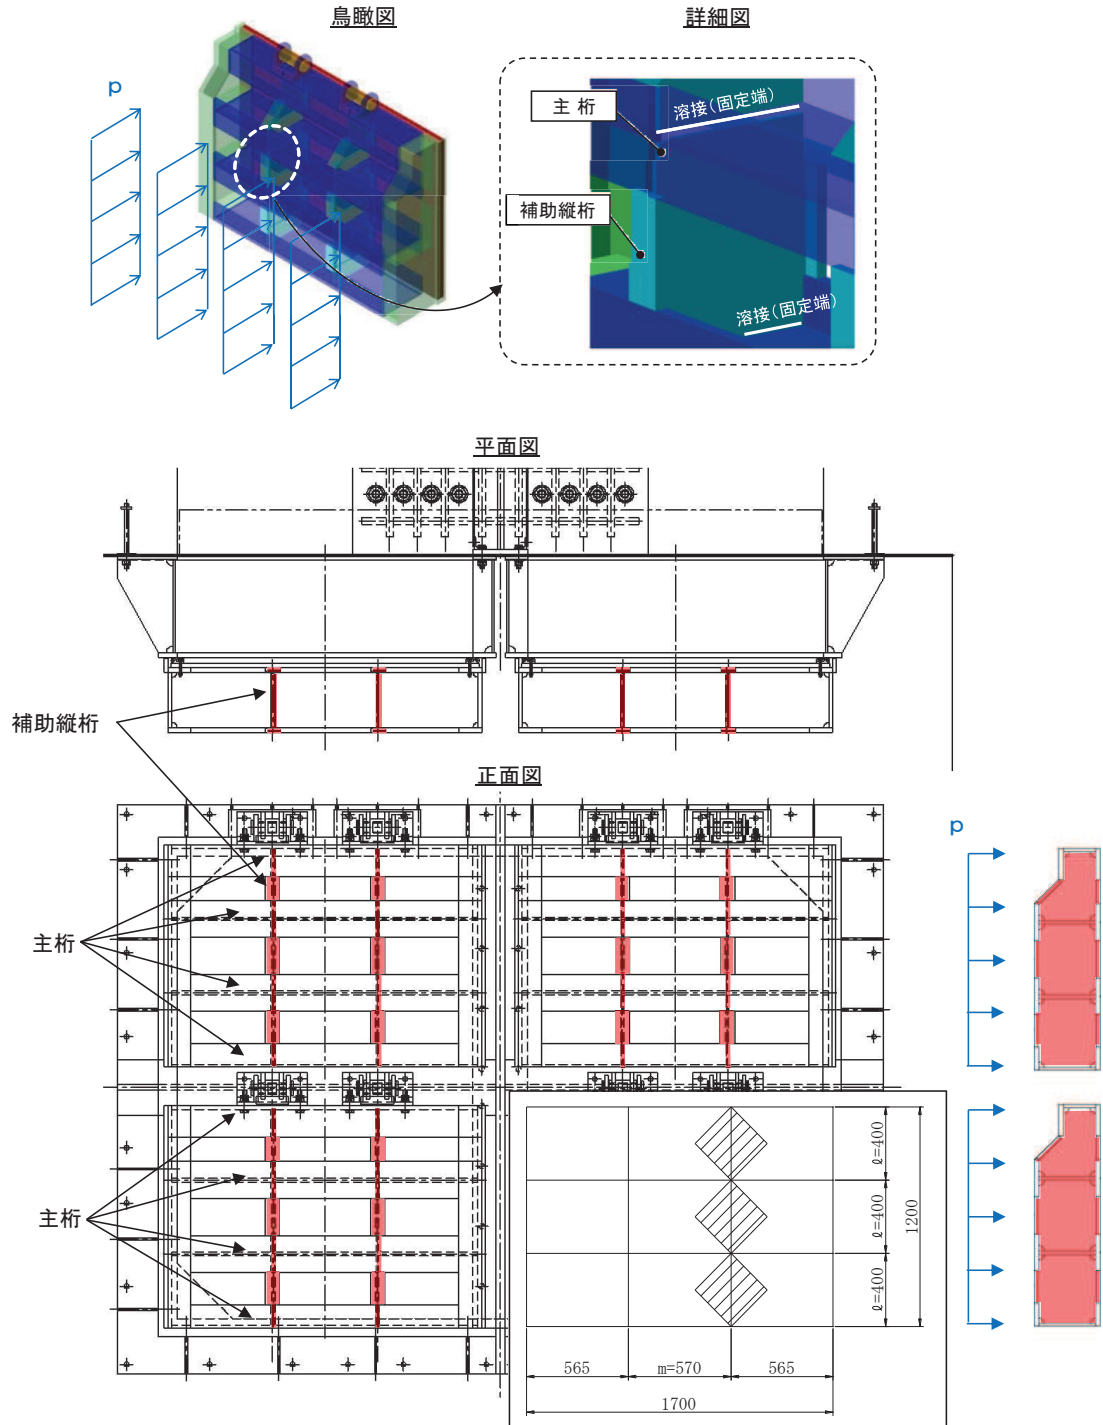 鳥瞰図
詳細図
p
主 桁
溶接(固定端)
補助縦桁
溶接(固定端)
平面図
補助縦桁
正面図
p
主桁
主桁
ℓ=400
ℓ=400
ℓ=400
1200
565
m=570
565
1700